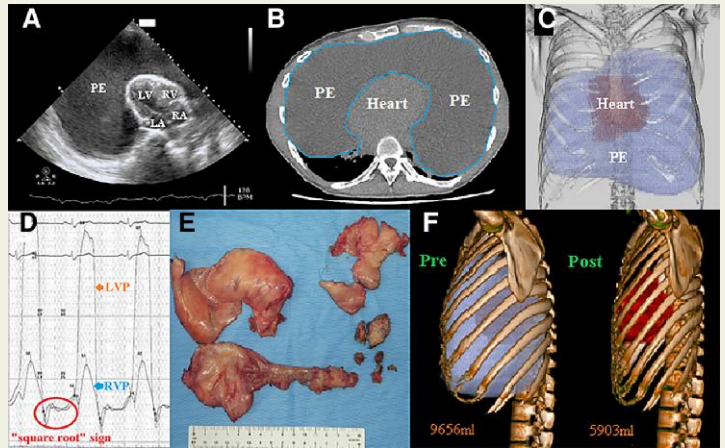 A
PE
LV
RV
RA
LA
BPM
B
PE
Heart
PE
C
Heart
PE
D
LVP
RVP
"square root" sign
E
F
Pre
Post
9656ml
5903ml